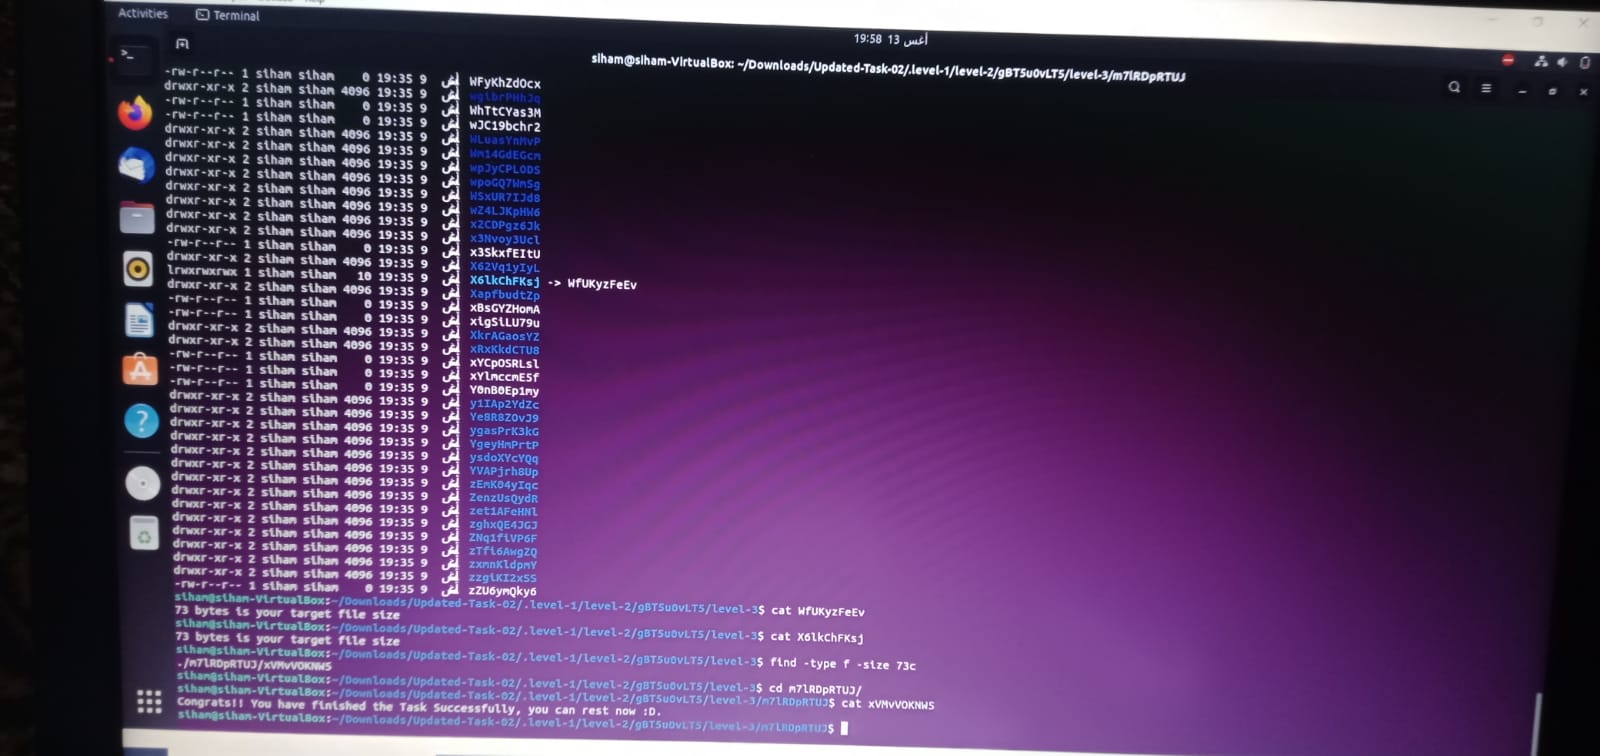 Activities Terminal
أغس 13 19:58
siham@siham-VirtualBox: ~/Downloads/Updated-Task-02/.level-1/level-2/gBT5u0vLT5/level-3/m7lRDpRTUJ
-rw-r--r-- 1 siham siham 0 19:35 9 أغس WFyKhZdOcx
drwxr-xr-x 2 siham siham 4096 19:35 9 أغس wgibrPHhJq
-rw-r--r-- 1 siham siham 0 19:35 9 أغس WhTtCYas3M
-rw-r--r-- 1 siham siham 0 19:35 9 أغس wJC19bchr2
drwxr-xr-x 2 siham siham 4096 19:35 9 أغس WLuasYnMvP
drwxr-xr-x 2 siham siham 4096 19:35 9 أغس Wm14GdEGcm
drwxr-xr-x 2 siham siham 4096 19:35 9 أغس wpJyCPLODS
drwxr-xr-x 2 siham siham 4096 19:35 9 أغس wpoGQ7WmSg
drwxr-xr-x 2 siham siham 4096 19:35 9 أغس WSxUR7IJd8
drwxr-xr-x 2 siham siham 4096 19:35 9 أغس wZ4LJKpHW6
drwxr-xr-x 2 siham siham 4096 19:35 9 أغس x2CDPgz6Jk
drwxr-xr-x 2 siham siham 4096 19:35 9 أغس x3Nvoy3Ucl
-rw-r--r-- 1 siham siham 0 19:35 9 أغس x3SkxfEItU
drwxr-xr-x 2 siham siham 4096 19:35 9 أغس X62Vq1yIyL
lrwxrwxrwx 1 siham siham 10 19:35 9 أغس X6lkChFKsj -> WfUKyzFeEv
drwxr-xr-x 2 siham siham 4096 19:35 9 أغس XapfbudtZp
-rw-r--r-- 1 siham siham 0 19:35 9 أغس xBsGYZHomA
-rw-r--r-- 1 siham siham 0 19:35 9 أغس xigSiLU79u
drwxr-xr-x 2 siham siham 4096 19:35 9 أغس XkrAGaosYZ
drwxr-xr-x 2 siham siham 4096 19:35 9 أغس xRxKkdCTU8
-rw-r--r-- 1 siham siham 0 19:35 9 أغس xYCpOSRLsl
-rw-r--r-- 1 siham siham 0 19:35 9 أغس xYlmccmE5f
-rw-r--r-- 1 siham siham 0 19:35 9 أغس Y0nB0Ep1my
drwxr-xr-x 2 siham siham 4096 19:35 9 أغس y1IAp2YdZc
drwxr-xr-x 2 siham siham 4096 19:35 9 أغس Ye8R8ZOvJ9
drwxr-xr-x 2 siham siham 4096 19:35 9 أغس ygasPrK3kG
drwxr-xr-x 2 siham siham 4096 19:35 9 أغس YgeyHmPrtP
drwxr-xr-x 2 siham siham 4096 19:35 9 أغس ysdoXYcYQq
drwxr-xr-x 2 siham siham 4096 19:35 9 أغس YVAPjrh8Up
drwxr-xr-x 2 siham siham 4096 19:35 9 أغس zEmK04yIqc
drwxr-xr-x 2 siham siham 4096 19:35 9 أغس ZenzUsQydR
drwxr-xr-x 2 siham siham 4096 19:35 9 أغس zet1AFeHNl
drwxr-xr-x 2 siham siham 4096 19:35 9 أغس zghxQE4JGJ
drwxr-xr-x 2 siham siham 4096 19:35 9 أغس ZNq1fiVP6F
drwxr-xr-x 2 siham siham 4096 19:35 9 أغس zTfi6AwgZQ
drwxr-xr-x 2 siham siham 4096 19:35 9 أغس zxmnKldpmY
drwxr-xr-x 2 siham siham 4096 19:35 9 أغس zzgiKI2xSS
-rw-r--r-- 1 siham siham 0 19:35 9 أغس zZU6ymQky6
siham@siham-VirtualBox:~/Downloads/Updated-Task-02/.level-1/level-2/gBT5u0vLT5/level-3$ cat WfUKyzFeEv
73 bytes is your target file size
siham@siham-VirtualBox:~/Downloads/Updated-Task-02/.level-1/level-2/gBT5u0vLT5/level-3$ cat X6lkChFKsj
73 bytes is your target file size
siham@siham-VirtualBox:~/Downloads/Updated-Task-02/.level-1/level-2/gBT5u0vLT5/level-3$ find -type f -size 73c
./m7lRDpRTUJ/xVMvVOKNWS
siham@siham-VirtualBox:~/Downloads/Updated-Task-02/.level-1/level-2/gBT5u0vLT5/level-3$ cd m7lRDpRTUJ/
siham@siham-VirtualBox:~/Downloads/Updated-Task-02/.level-1/level-2/gBT5u0vLT5/level-3/m7lRDpRTUJ$ cat xVMvVOKNWS
Congrats!! You have finished the Task Successfully, you can rest now :D.
siham@siham-VirtualBox:~/Downloads/Updated-Task-02/.level-1/level-2/gBT5u0vLT5/level-3/m7lRDpRTUJ$